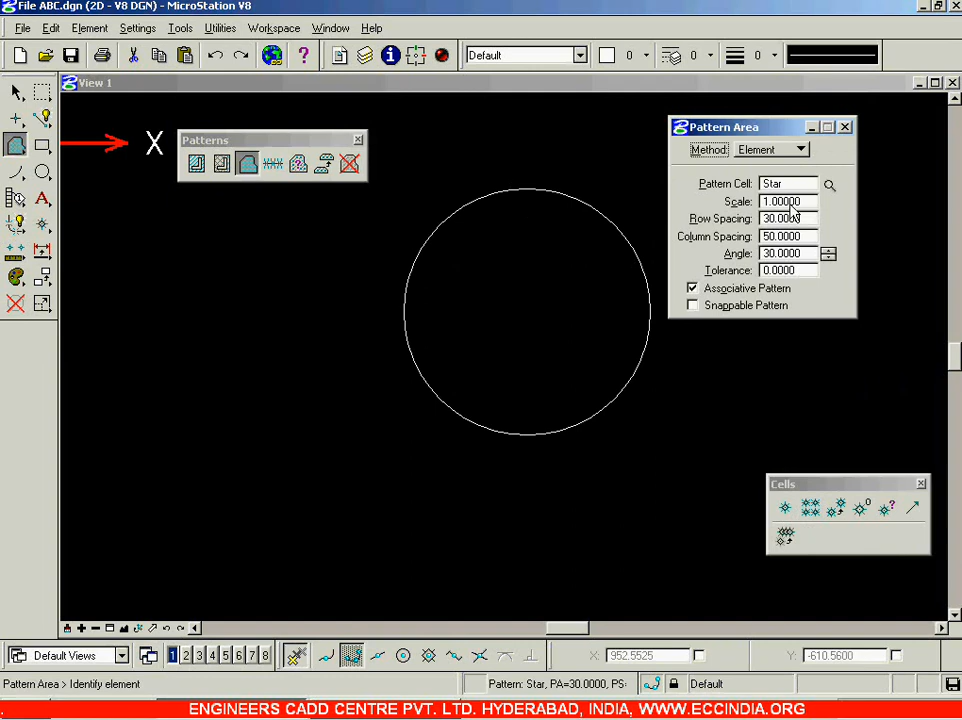 File ABC.dgn (2D - V8 DGN) - MicroStation V8
File Edit Element Settings Tools Utilities Workspace Window Help
Default 0 0 0
View 1
X
Patterns
Pattern Area
Method: Element
Pattern Cell: Star
Scale: 1.00000
Row Spacing: 30.0000
Column Spacing: 50.0000
Angle: 30.0000
Tolerance: 0.0000
Associative Pattern
Snappable Pattern
Cells
Default Views 1 2 3 4 5 6 7 8 X: 952.5525 Y: -610.5600
Pattern Area > Identify element Pattern: Star, PA=30.0000, PS: Default
ENGINEERS CADD CENTRE PVT. LTD. HYDERABAD, INDIA, WWW.ECCINDIA.ORG